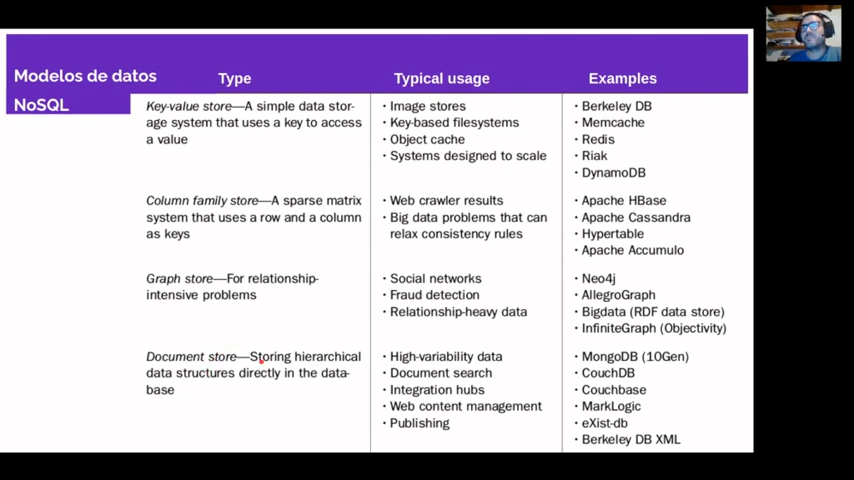 Modelos de datos
NoSQL
Type
Typical usage
Examples
Key-value store—A simple data stor-
age system that uses a key to access
a value
• Image stores
• Key-based filesystems
• Object cache
• Systems designed to scale
• Berkeley DB
• Memcache
• Redis
• Riak
• DynamoDB
Column family store—A sparse matrix
system that uses a row and a column
as keys
• Web crawler results
• Big data problems that can
relax consistency rules
• Apache HBase
• Apache Cassandra
• Hypertable
• Apache Accumulo
Graph store—For relationship-
intensive problems
• Social networks
• Fraud detection
• Relationship-heavy data
• Neo4j
• AllegroGraph
• Bigdata (RDF data store)
• InfiniteGraph (Objectivity)
Document store—Storing hierarchical
data structures directly in the data-
base
• High-variability data
• Document search
• Integration hubs
• Web content management
• Publishing
• MongoDB (10Gen)
• CouchDB
• Couchbase
• MarkLogic
• eXist-db
• Berkeley DB XML